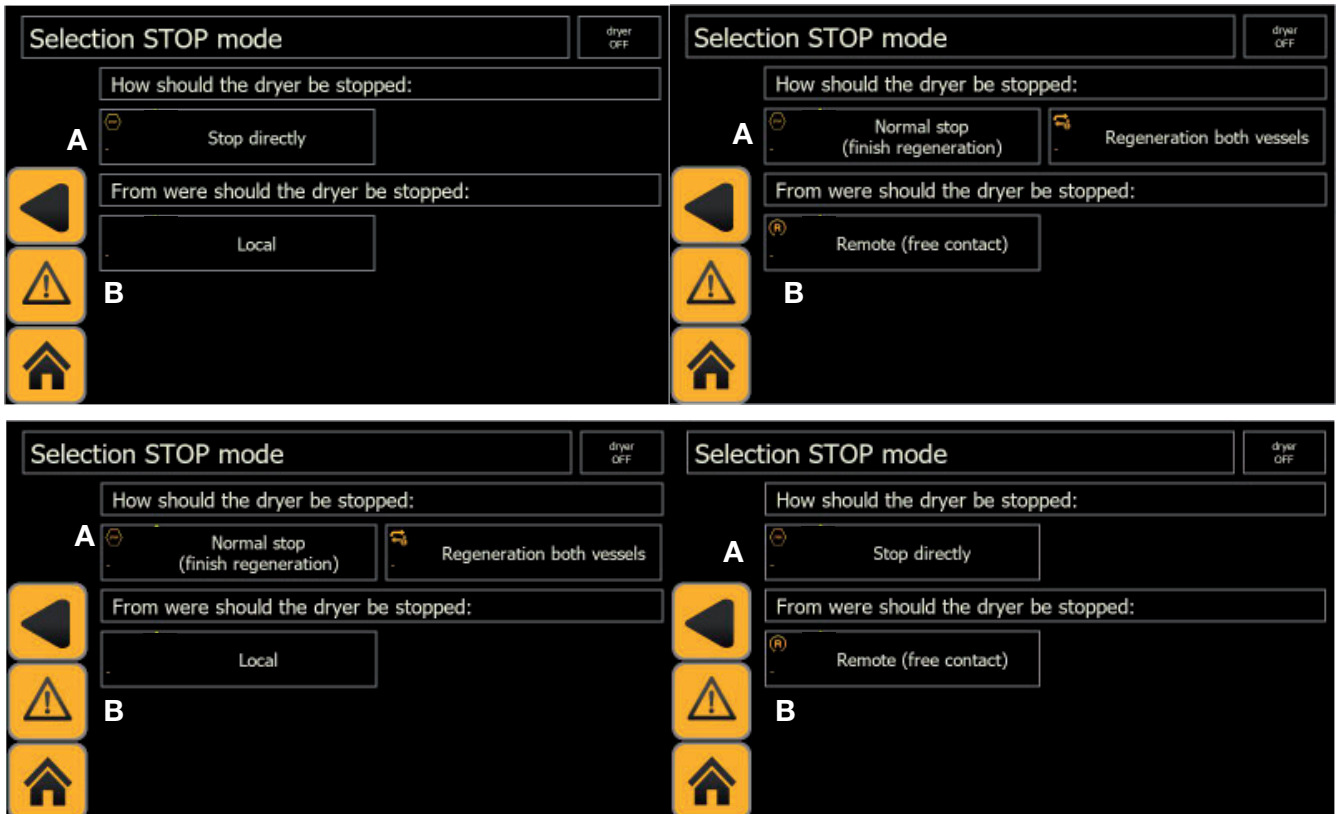 Selection STOP mode
dryer
OFF
How should the dryer be stopped:
A
Stop directly
-
From were should the dryer be stopped:
Local
-
B
Selection STOP mode
dryer
OFF
How should the dryer be stopped:
A
Normal stop
(finish regeneration)
-
Regeneration both vessels
-
From were should the dryer be stopped:
R
Remote (free contact)
-
B
Selection STOP mode
dryer
OFF
How should the dryer be stopped:
A
Normal stop
(finish regeneration)
-
Regeneration both vessels
-
From were should the dryer be stopped:
Local
-
B
Selection STOP mode
dryer
OFF
How should the dryer be stopped:
A
Stop directly
-
From were should the dryer be stopped:
R
Remote (free contact)
-
B